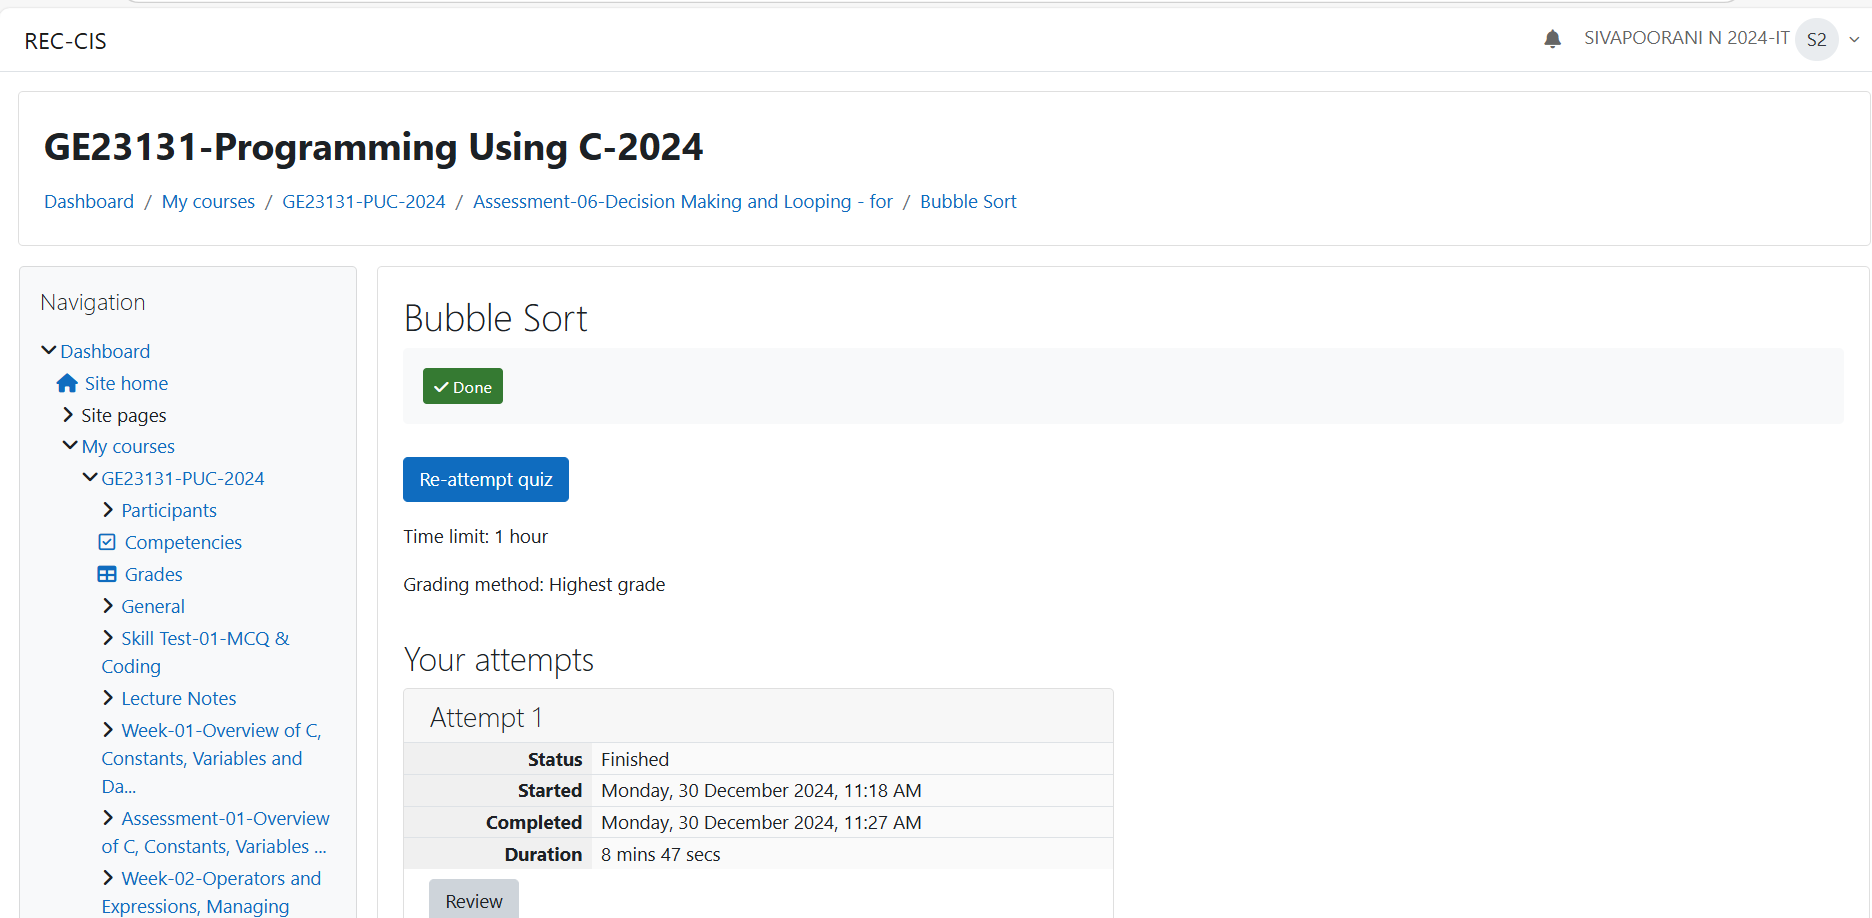 REC-CIS
SIVAPOORANI N 2024-IT
S2
GE23131-Programming Using C-2024
Dashboard / My courses / GE23131-PUC-2024 / Assessment-06-Decision Making and Looping - for / Bubble Sort
Navigation
Dashboard
Site home
Site pages
My courses
GE23131-PUC-2024
Participants
Competencies
Grades
General
Skill Test-01-MCQ &
Coding
Lecture Notes
Week-01-Overview of C,
Constants, Variables and
Da...
Assessment-01-Overview
of C, Constants, Variables ...
Week-02-Operators and
Expressions, Managing
Bubble Sort
Done
Re-attempt quiz
Time limit: 1 hour
Grading method: Highest grade
Your attempts
Attempt 1
Status Finished
Started Monday, 30 December 2024, 11:18 AM
Completed Monday, 30 December 2024, 11:27 AM
Duration 8 mins 47 secs
Review